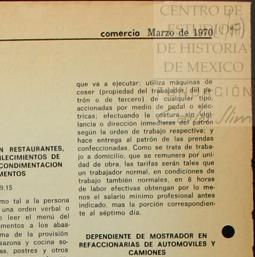 CENTRO DE
ESTUDIOS
DE HISTORIA
DE MEXICO
comercio Marzo de 1970
que va a ejecutar: utiliza máquinas de
coser (propiedad del trabajador, del pa-
trón o de tercero) de cualquier tipo,
accionadas por medio de pedal o eléc-
tricas; efectuando la costura sin vigi-
lancia o dirección inmediatas del patrón
según la orden de trabajo respectiva; y
hace entrega al patrón de las prendas
confeccionadas. Como se trata de traba-
jo a domicilio, que se remunera por uni-
dad de obra, las tarifas serán tales que
un trabajador normal, en condiciones de
trabajo también normales, en 8 horas
de labor efectivas obtengan por lo me-
nos el salario mínimo profesional antes
indicado, mas la porción correspondien-
te al séptimo día.
DEPENDIENTE DE MOSTRADOR EN
REFACCIONARIAS DE AUTOMOVILES Y
CAMIONES
N RESTAURANTES,
BLECIMIENTOS DE
CONDIMENTACION
MENTOS
9.15
mo tal a la persona
una orden verbal o
o leer el menú del
mentos a los abas-
ma de la provisión
sazona y cocina so-
as, postres y otros